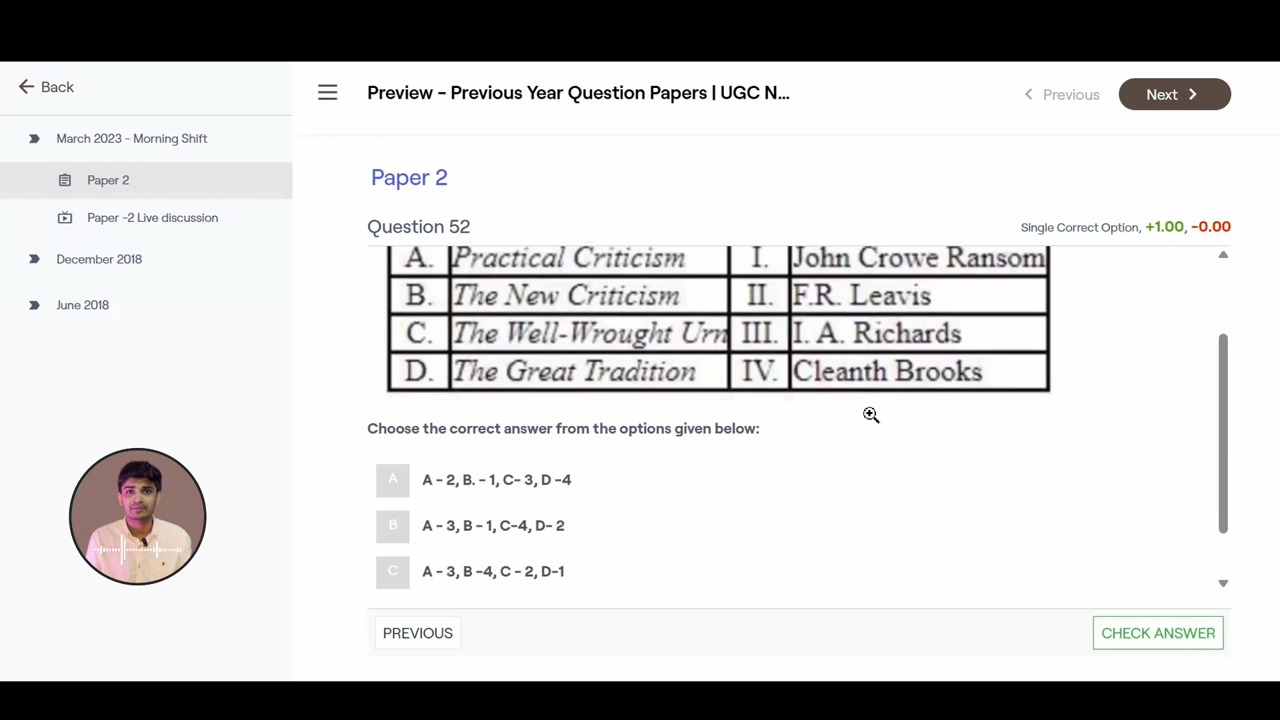 Back
Preview - Previous Year Question Papers | UGC N...
Previous
Next
March 2023 - Morning Shift
Paper 2
Paper -2 Live discussion
December 2018
June 2018
Paper 2
Question 52
Single Correct Option, +1.00, -0.00
A. Practical Criticism I. John Crowe Ransom
B. The New Criticism II. F.R. Leavis
C. The Well-Wrought Urn III. I. A. Richards
D. The Great Tradition IV. Cleanth Brooks
Choose the correct answer from the options given below:
A A - 2, B. - 1, C- 3, D -4
B A - 3, B - 1, C-4, D- 2
C A - 3, B -4, C - 2, D-1
PREVIOUS
CHECK ANSWER